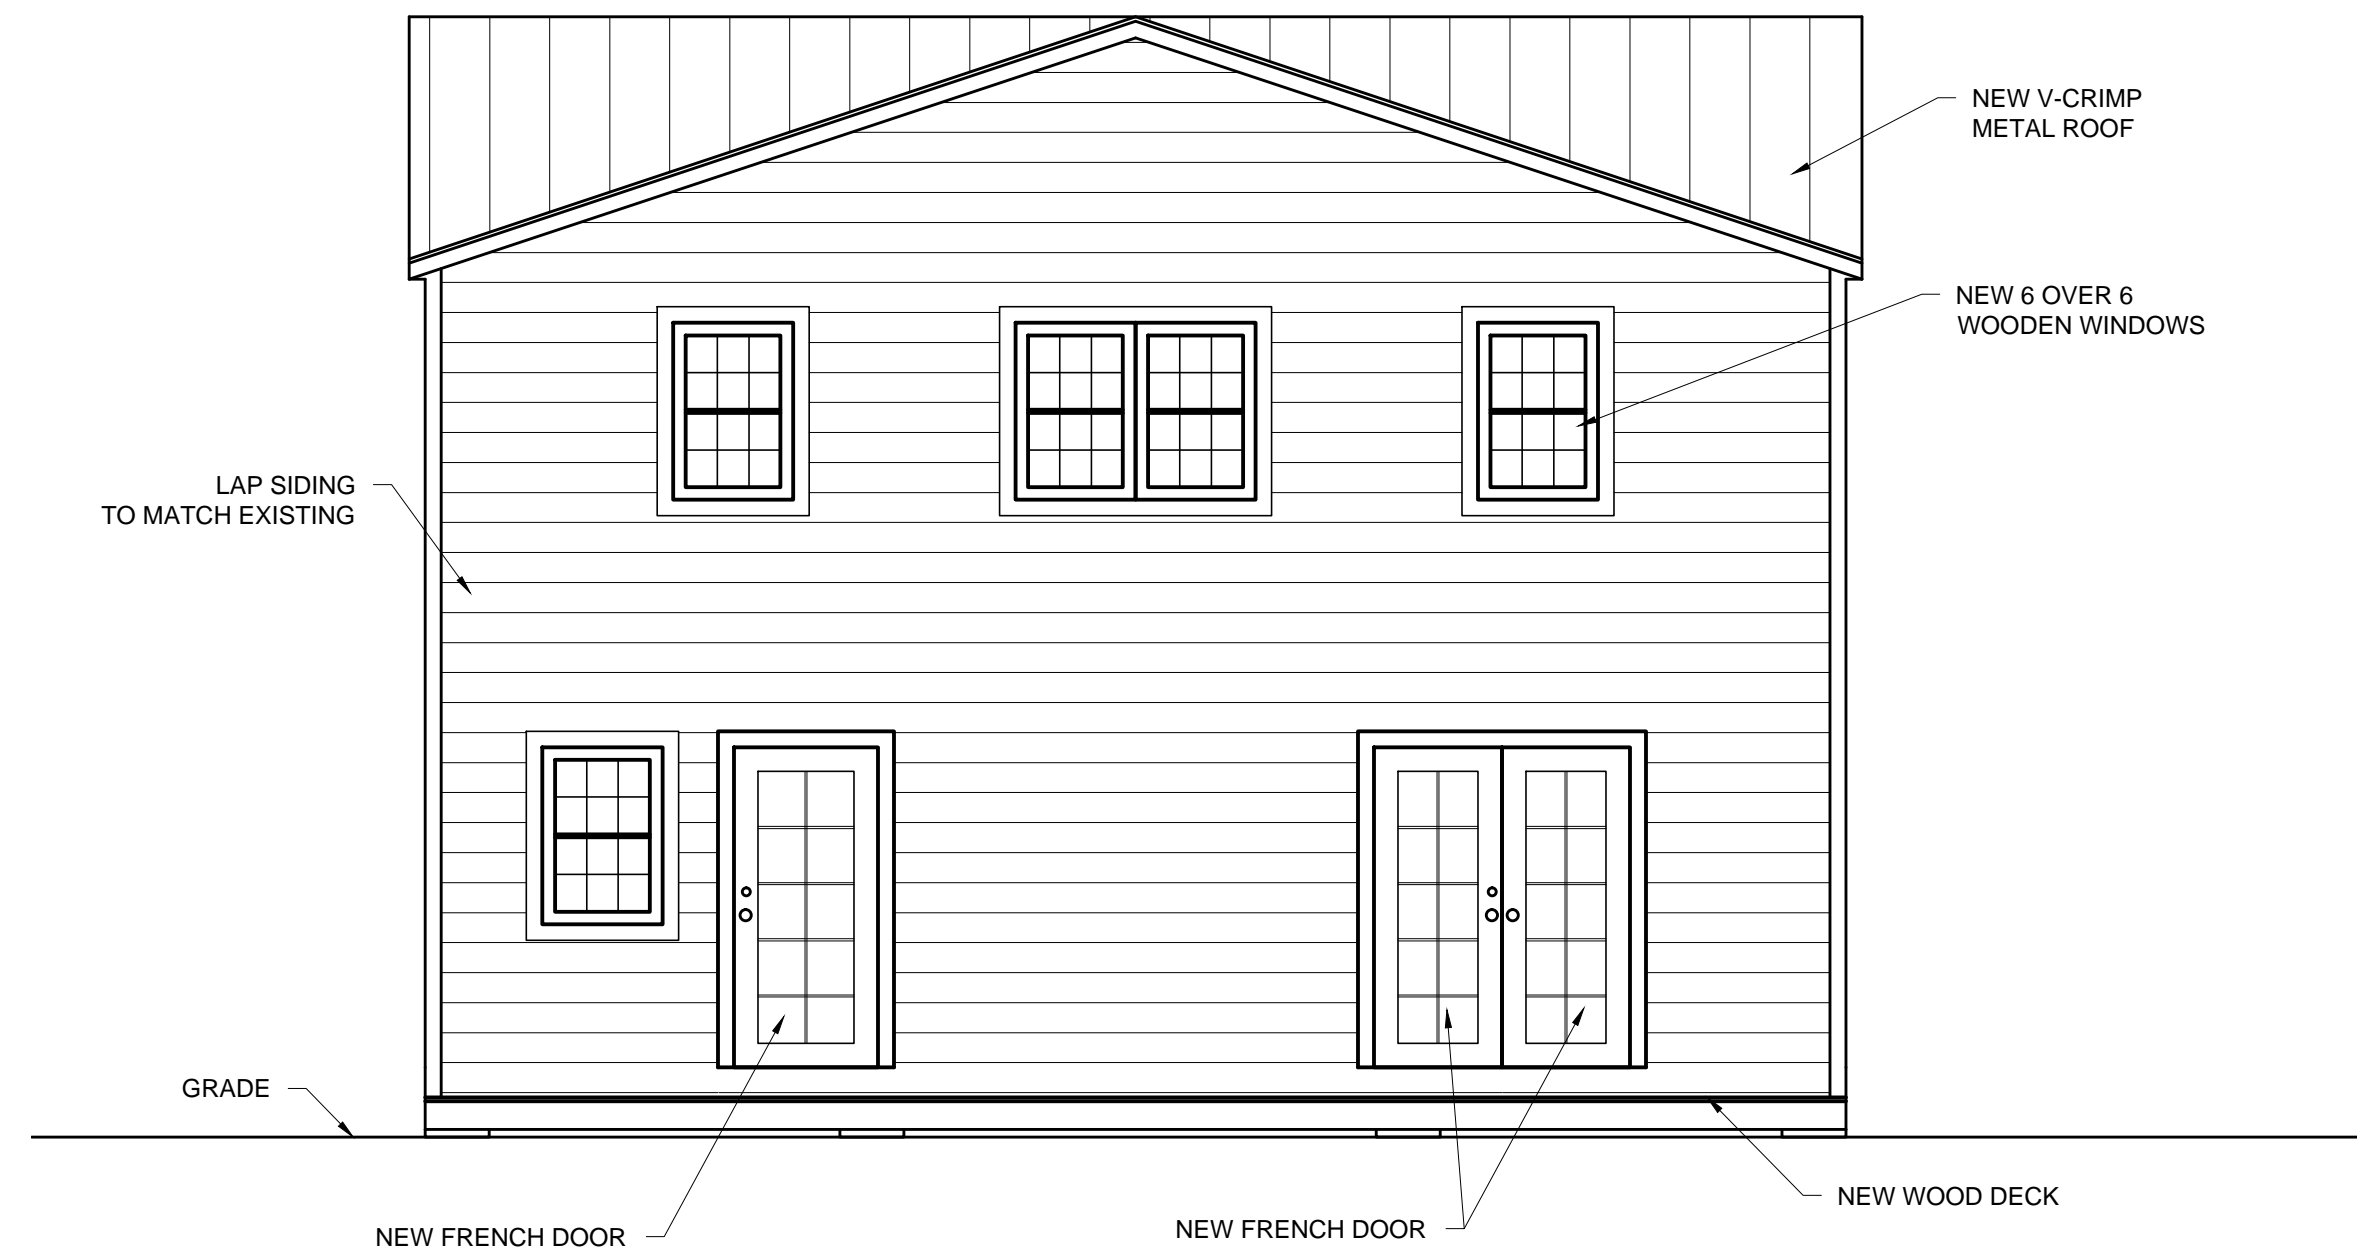 NEW V-CRIMP
METAL ROOF
NEW 6 OVER 6
WOODEN WINDOWS
LAP SIDING
TO MATCH EXISTING
GRADE
NEW WOOD DECK
NEW FRENCH DOOR
NEW FRENCH DOOR